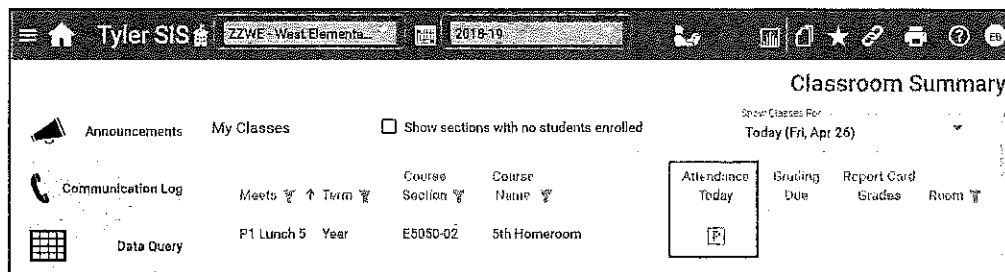 Tyler SIS ZZWE - West Elementa... 2018-19 EB
Classroom Summary
Announcements My Classes Show sections with no students enrolled Show Classes For
Today (Fri, Apr 26)
Communication Log Meets Term Course Section Course Name Attendance Today Grading Due Report Card Grades Room
Data Query P1 Lunch 5 Year E5050-02 5th Homeroom P